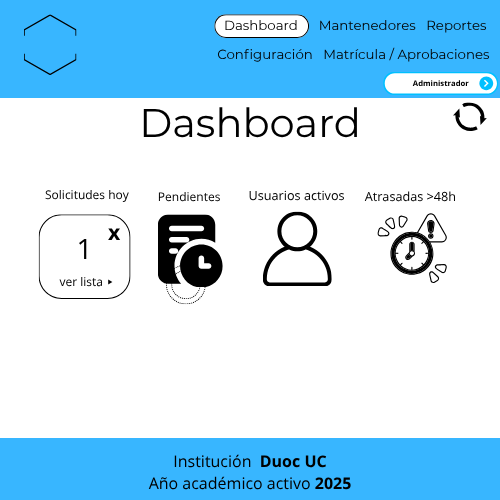 Dashboard Mantenedores Reportes
Configuración Matrícula / Aprobaciones
Administrador
Dashboard
Solicitudes hoy Pendientes Usuarios activos Atrasadas >48h
x
1
ver lista
Institución Duoc UC
Año académico activo 2025